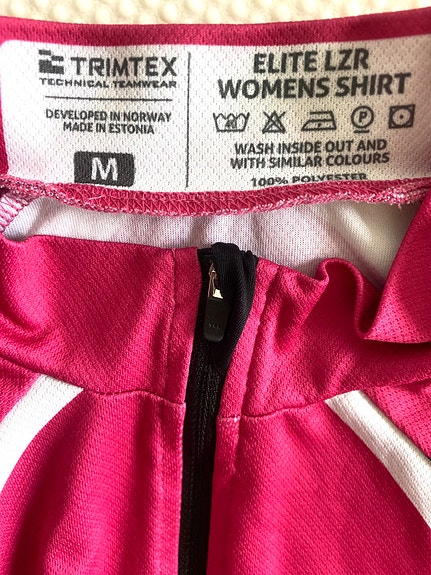 TRIMTEX
TECHNICAL TEAMWEAR
DEVELOPED IN NORWAY
MADE IN ESTONIA
M
ELITE LZR
WOMENS SHIRT
P
WASH INSIDE OUT AND
WITH SIMILAR COLOURS
100% POLYESTER